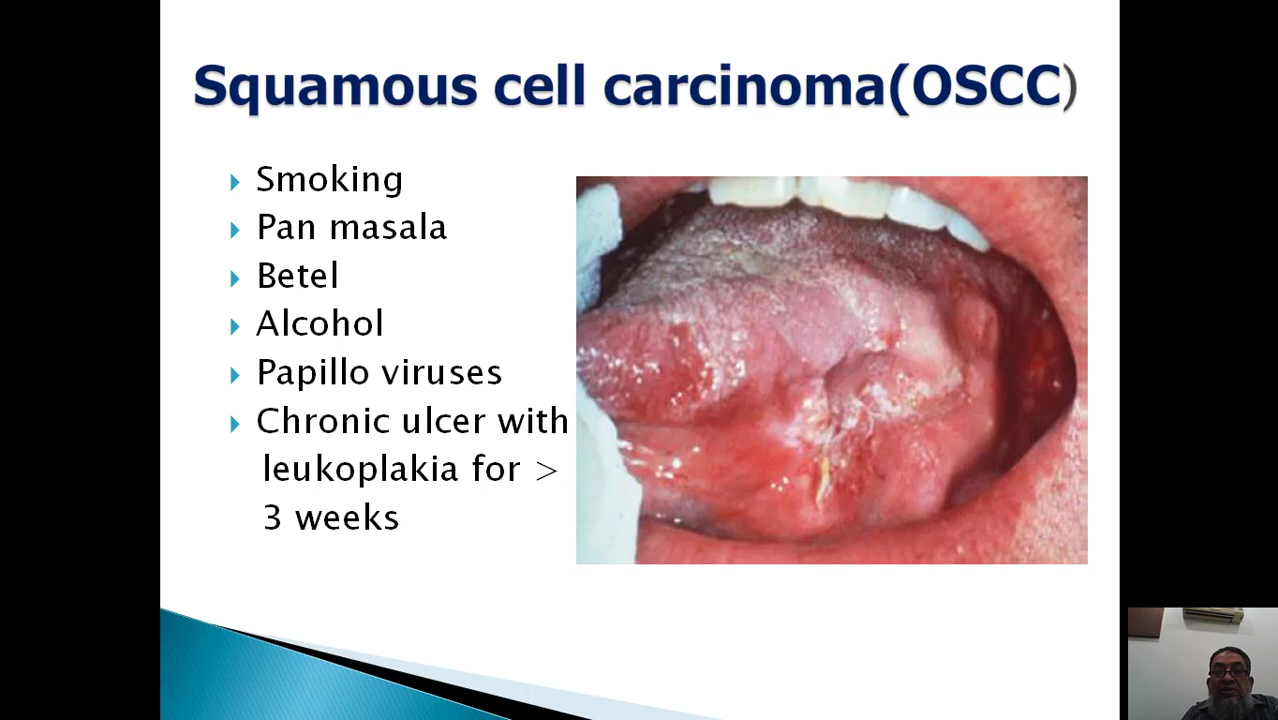 Squamous cell carcinoma(OSCC)
Smoking
Pan masala
Betel
Alcohol
Papillo viruses
Chronic ulcer with
leukoplakia for >
3 weeks